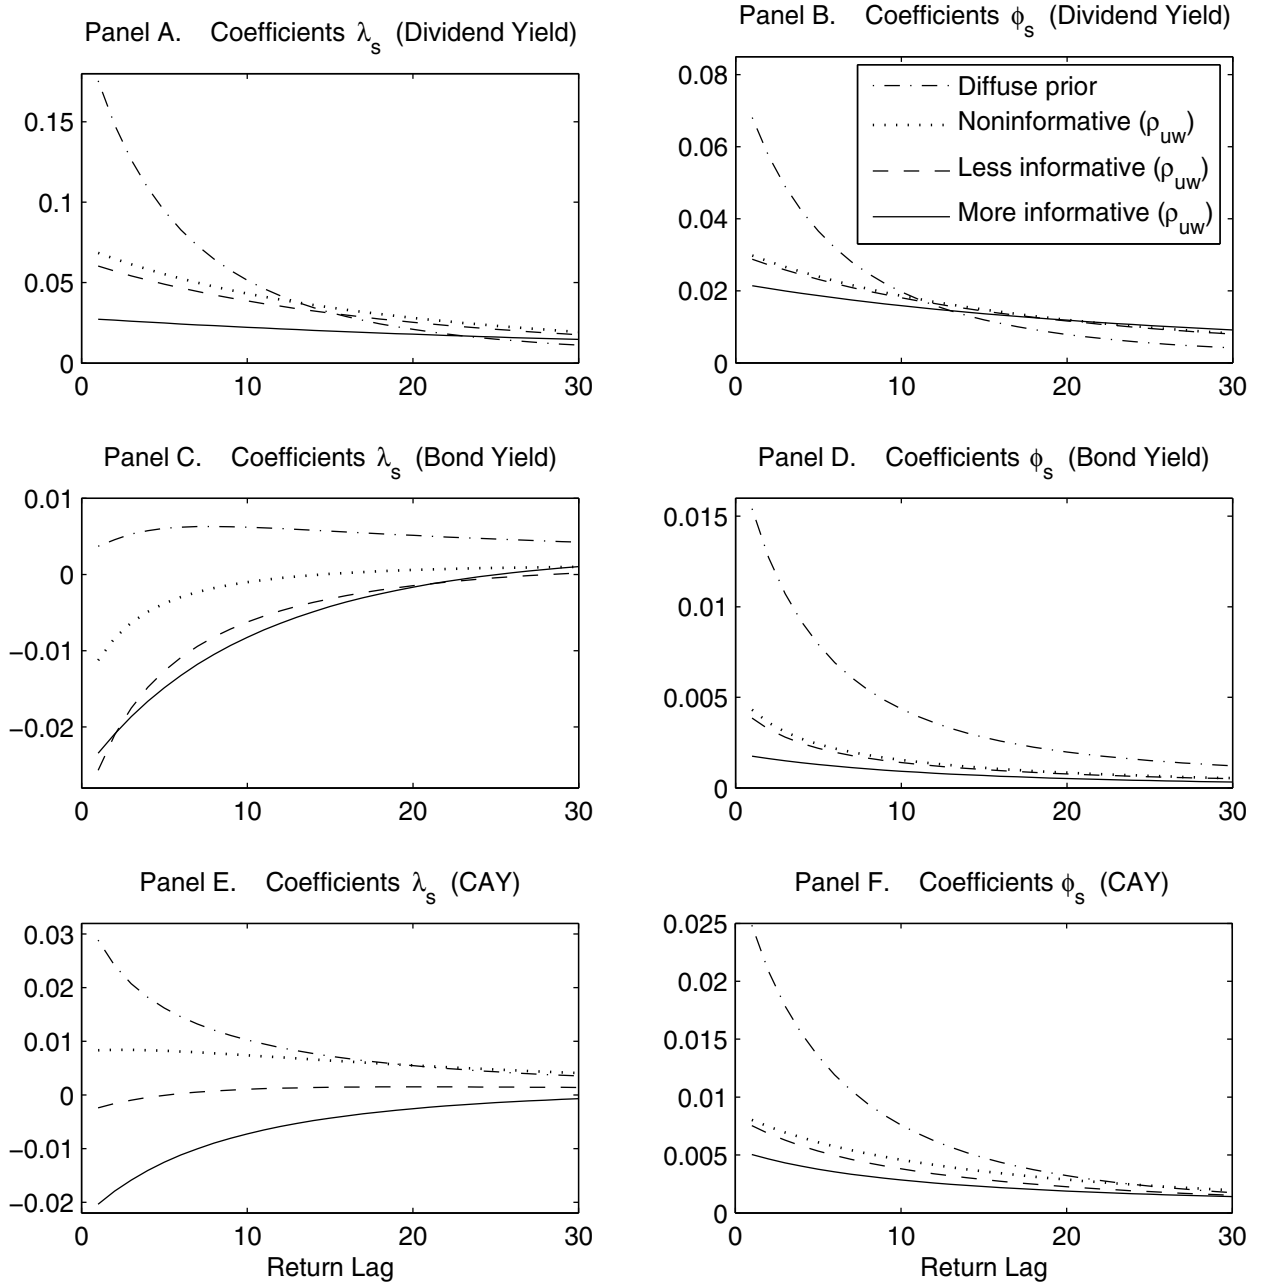 Panel A. Coefficients λs (Dividend Yield)
0.15
0.1
0.05
0
0 10 20 30
Panel B. Coefficients ϕs (Dividend Yield)
0.08
0.06
0.04
0.02
0
0 10 20 30
Diffuse prior
Noninformative (ρuw)
Less informative (ρuw)
More informative (ρuw)
Panel C. Coefficients λs (Bond Yield)
0.01
0
−0.01
−0.02
0 10 20 30
Panel D. Coefficients ϕs (Bond Yield)
0.015
0.01
0.005
0
0 10 20 30
Panel E. Coefficients λs (CAY)
0.03
0.02
0.01
0
−0.01
−0.02
0 10 20 30
Return Lag
Panel F. Coefficients ϕs (CAY)
0.025
0.02
0.015
0.01
0.005
0
0 10 20 30
Return Lag